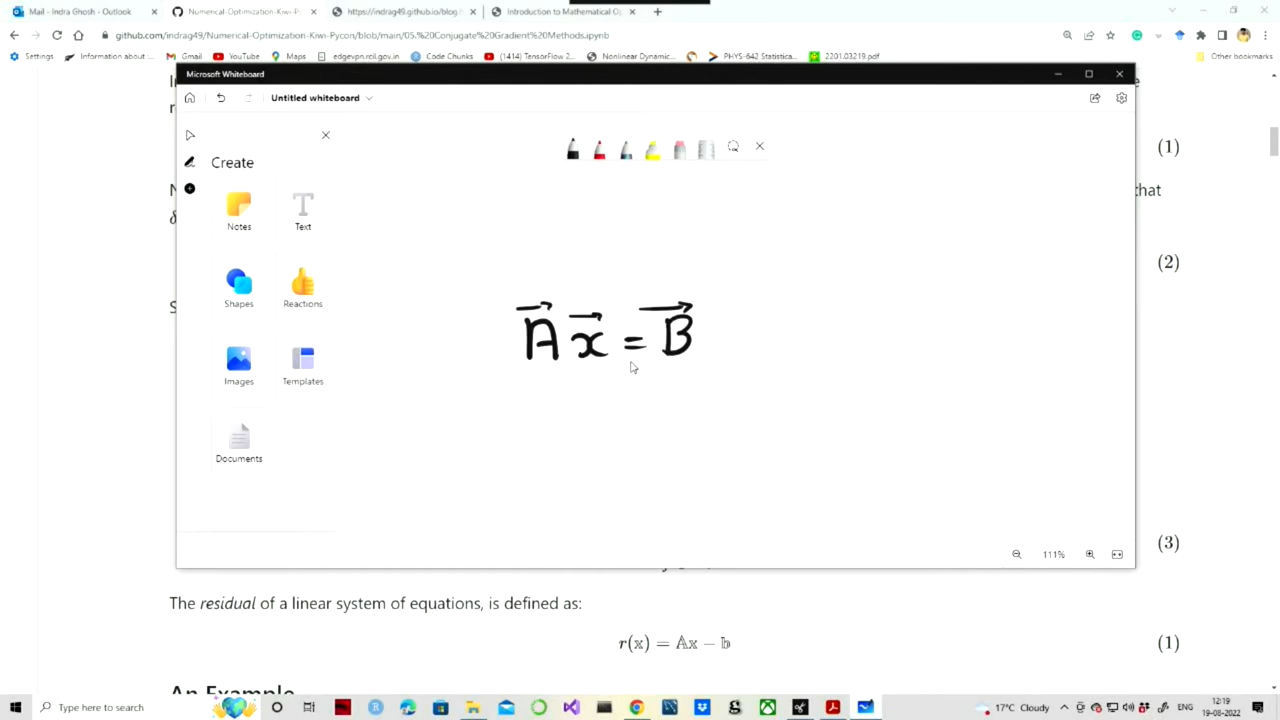 Mail - Indra Ghosh - Outlook
Numerical-Optimization-Kiwi-Py
https://indrag49.github.io/blog.h
Introduction to Mathematical Op
github.com/indrag49/Numerical-Optimization-Kiwi-Pycon/blob/main/05.%20Conjugate%20Gradient%20Methods.ipynb
Settings
Information about ...
Gmail
YouTube
Maps
edgevpn.rcil.gov.in
Code Chunks
(1414) TensorFlow 2...
Nonlinear Dynamic...
PHYS-642 Statistica...
2201.03219.pdf
Other bookmarks
Microsoft Whiteboard
Untitled whiteboard
Create
(1)
Notes
Text
that
(2)
Shapes
Reactions
A⃗ x⃗ = B⃗
Images
Templates
Documents
(3)
111%
The residual of a linear system of equations, is defined as:
r(𝕩) = 𝔸𝕩 − 𝕓 (1)
An Example
Type here to search
17°C Cloudy
12:19
19-08-2022